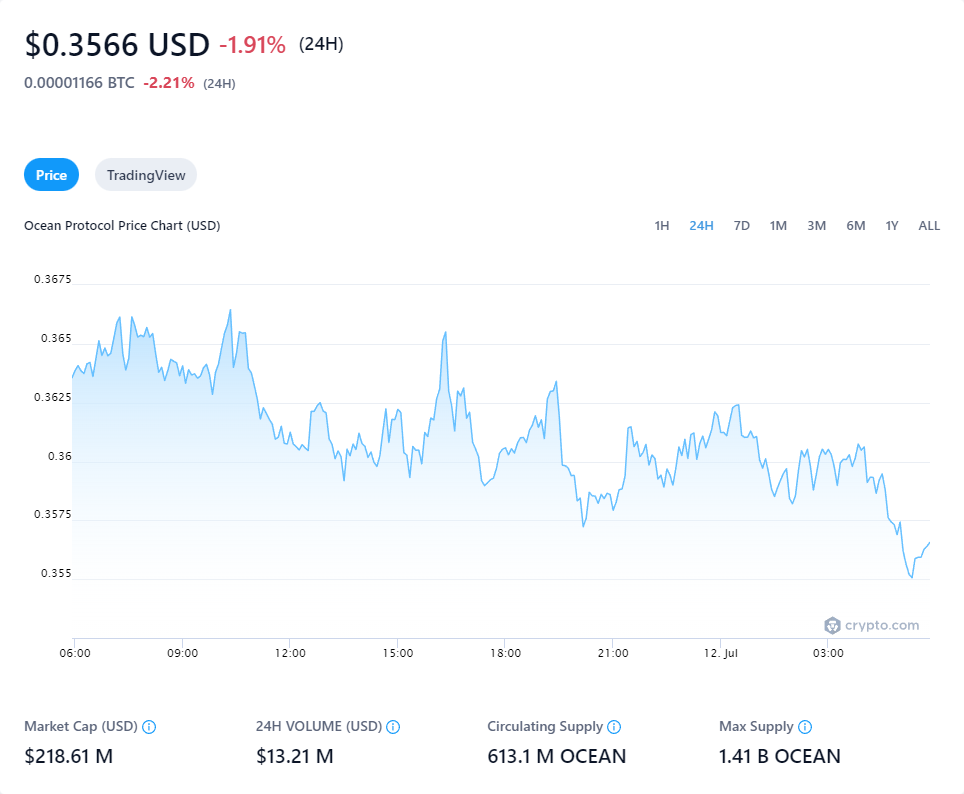 $0.3566 USD -1.91% (24H)
0.00001166 BTC -2.21% (24H)
Price TradingView
Ocean Protocol Price Chart (USD) 1H 24H 7D 1M 3M 6M 1Y ALL
0.3675
0.365
0.3625
0.36
0.3575
0.355
crypto.com
06:00 09:00 12:00 15:00 18:00 21:00 12. Jul 03:00
Market Cap (USD) 24H VOLUME (USD) Circulating Supply Max Supply
$218.61 M $13.21 M 613.1 M OCEAN 1.41 B OCEAN